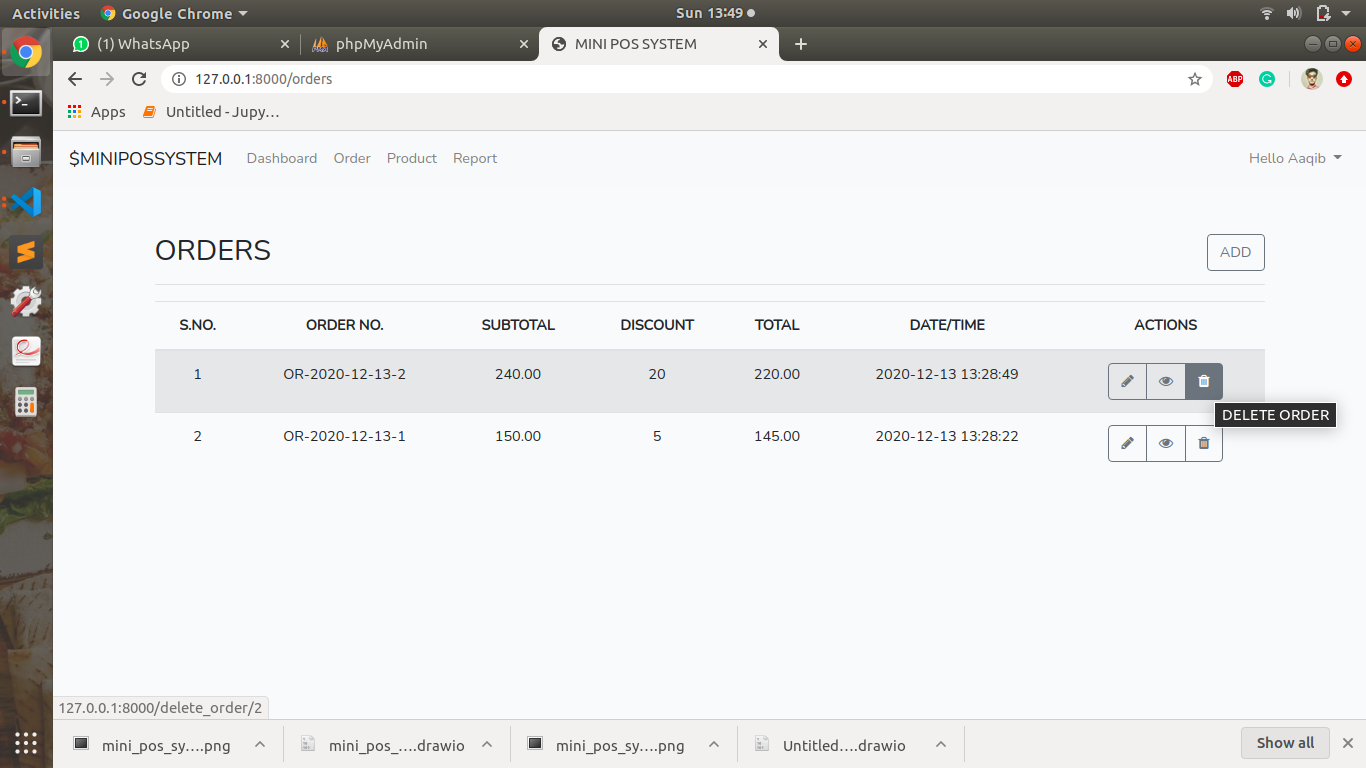 Activities Google Chrome Sun 13:49
(1) WhatsApp phpMyAdmin MINI POS SYSTEM
127.0.0.1:8000/orders ABP
Apps Untitled - Jupy...
$MINIPOSSYSTEM Dashboard Order Product Report Hello Aaqib
ORDERS ADD
S.NO. ORDER NO. SUBTOTAL DISCOUNT TOTAL DATE/TIME ACTIONS
1 OR-2020-12-13-2 240.00 20 220.00 2020-12-13 13:28:49
DELETE ORDER
2 OR-2020-12-13-1 150.00 5 145.00 2020-12-13 13:28:22
127.0.0.1:8000/delete_order/2
mini_pos_sy....png mini_pos_....drawio mini_pos_sy....png Untitled....drawio Show all